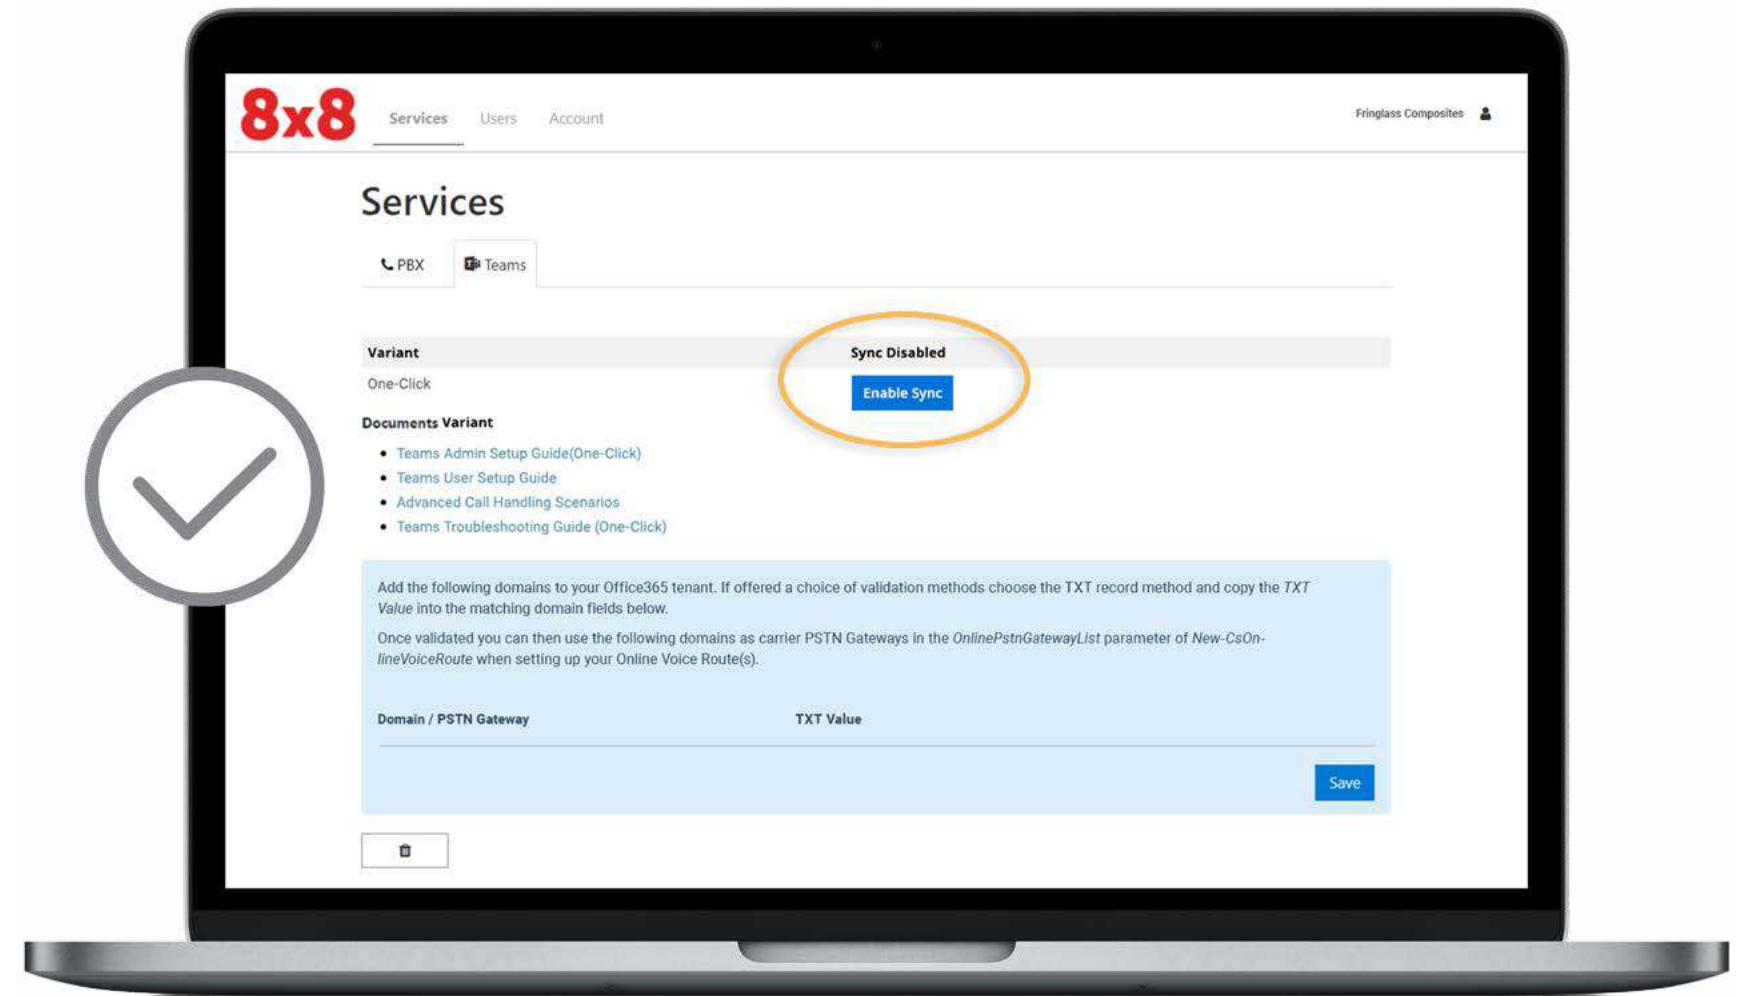 8x8
Services Users Account
Fringlass Composites
Services
PBX Teams
Variant Sync Disabled
One-Click Enable Sync
Documents Variant
Teams Admin Setup Guide(One-Click)
Teams User Setup Guide
Advanced Call Handling Scenarios
Teams Troubleshooting Guide (One-Click)
Add the following domains to your Office365 tenant. If offered a choice of validation methods choose the TXT record method and copy the TXT
Value into the matching domain fields below.
Once validated you can then use the following domains as carrier PSTN Gateways in the OnlinePstnGatewayList parameter of New-CsOn-
lineVoiceRoute when setting up your Online Voice Route(s).
Domain / PSTN Gateway TXT Value
Save